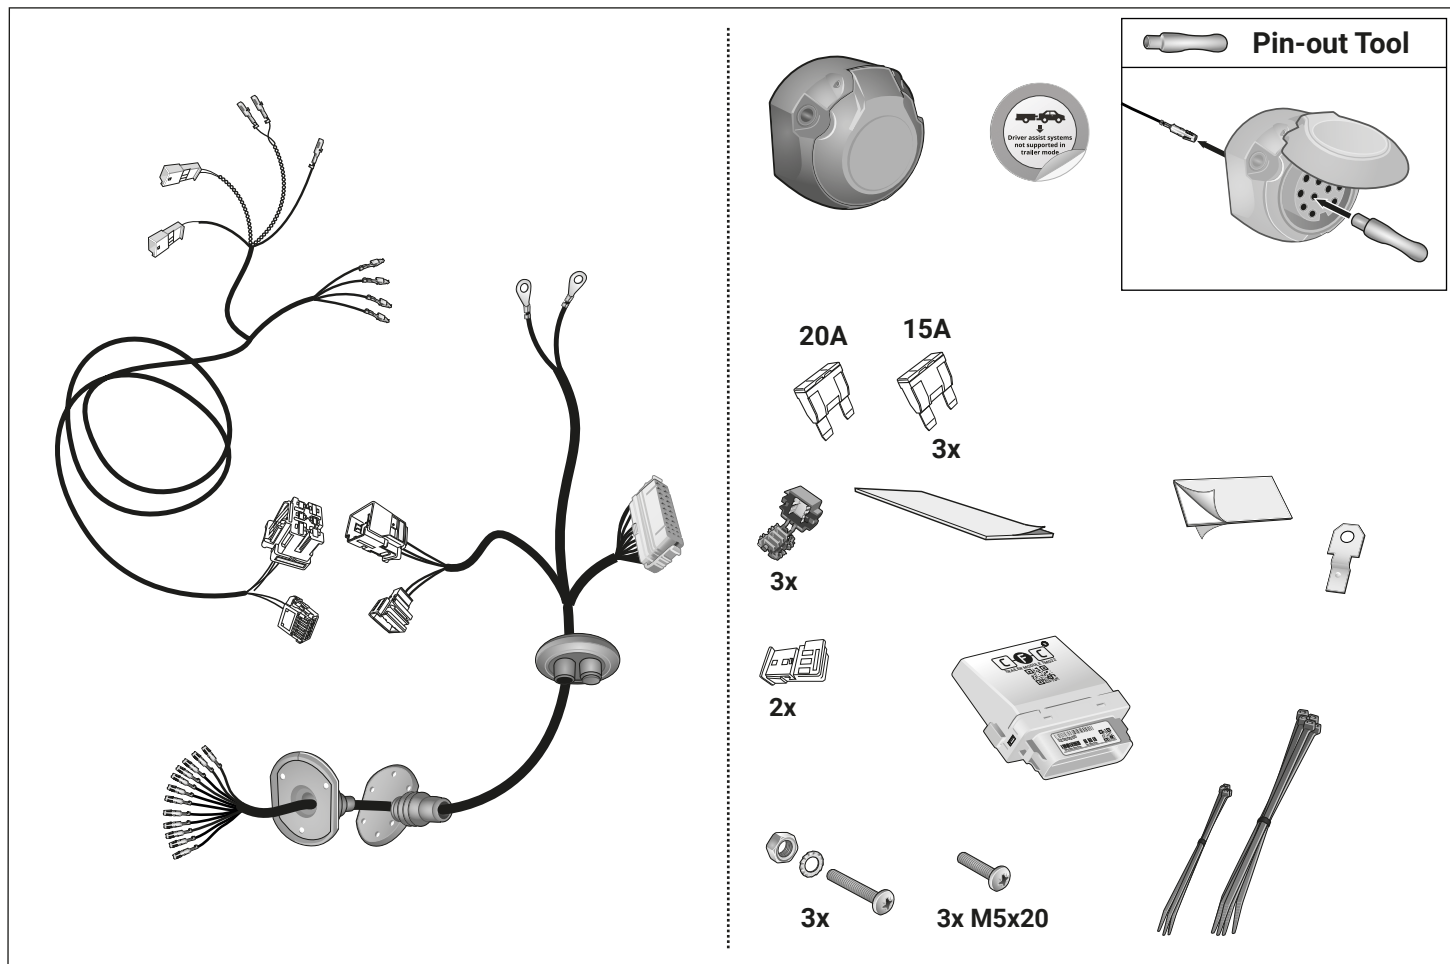 Pin-out Tool
Driver assist systems
not supported in
trailer mode
20A
15A
3x
3x
2x
C F C
3x
3x M5x20